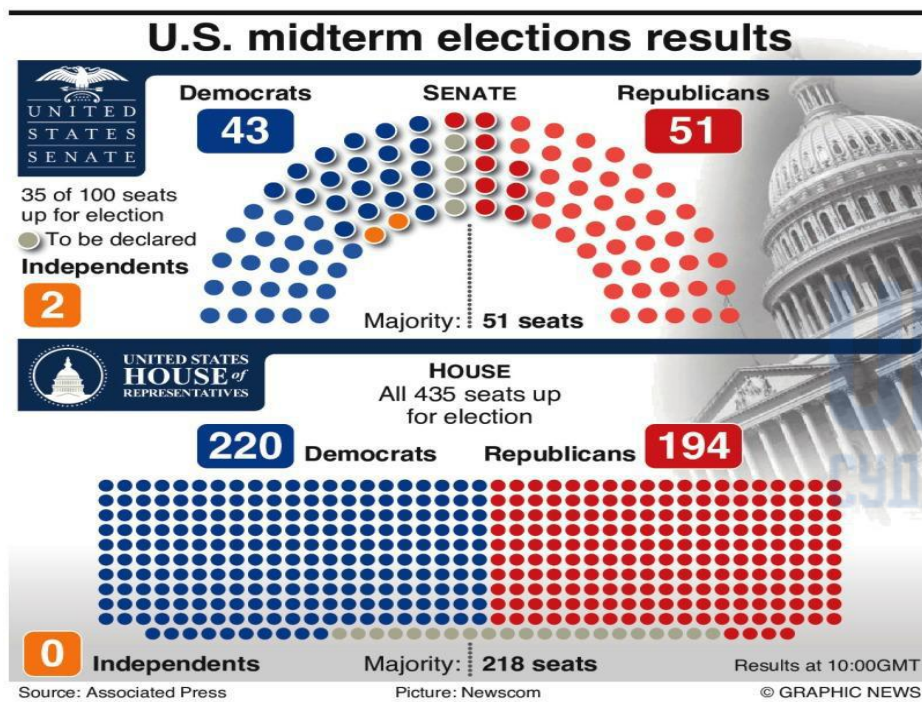 U.S. midterm elections results
UNITED
STATES
SENATE
Democrats
43
SENATE
Republicans
51
35 of 100 seats
up for election
To be declared
Independents
2
Majority: 51 seats
UNITED STATES
HOUSE of
REPRESENTATIVES
HOUSE
All 435 seats up
for election
220 Democrats
Republicans 194
0 Independents
Majority: 218 seats
Results at 10:00GMT
Source: Associated Press
Picture: Newscom
© GRAPHIC NEWS